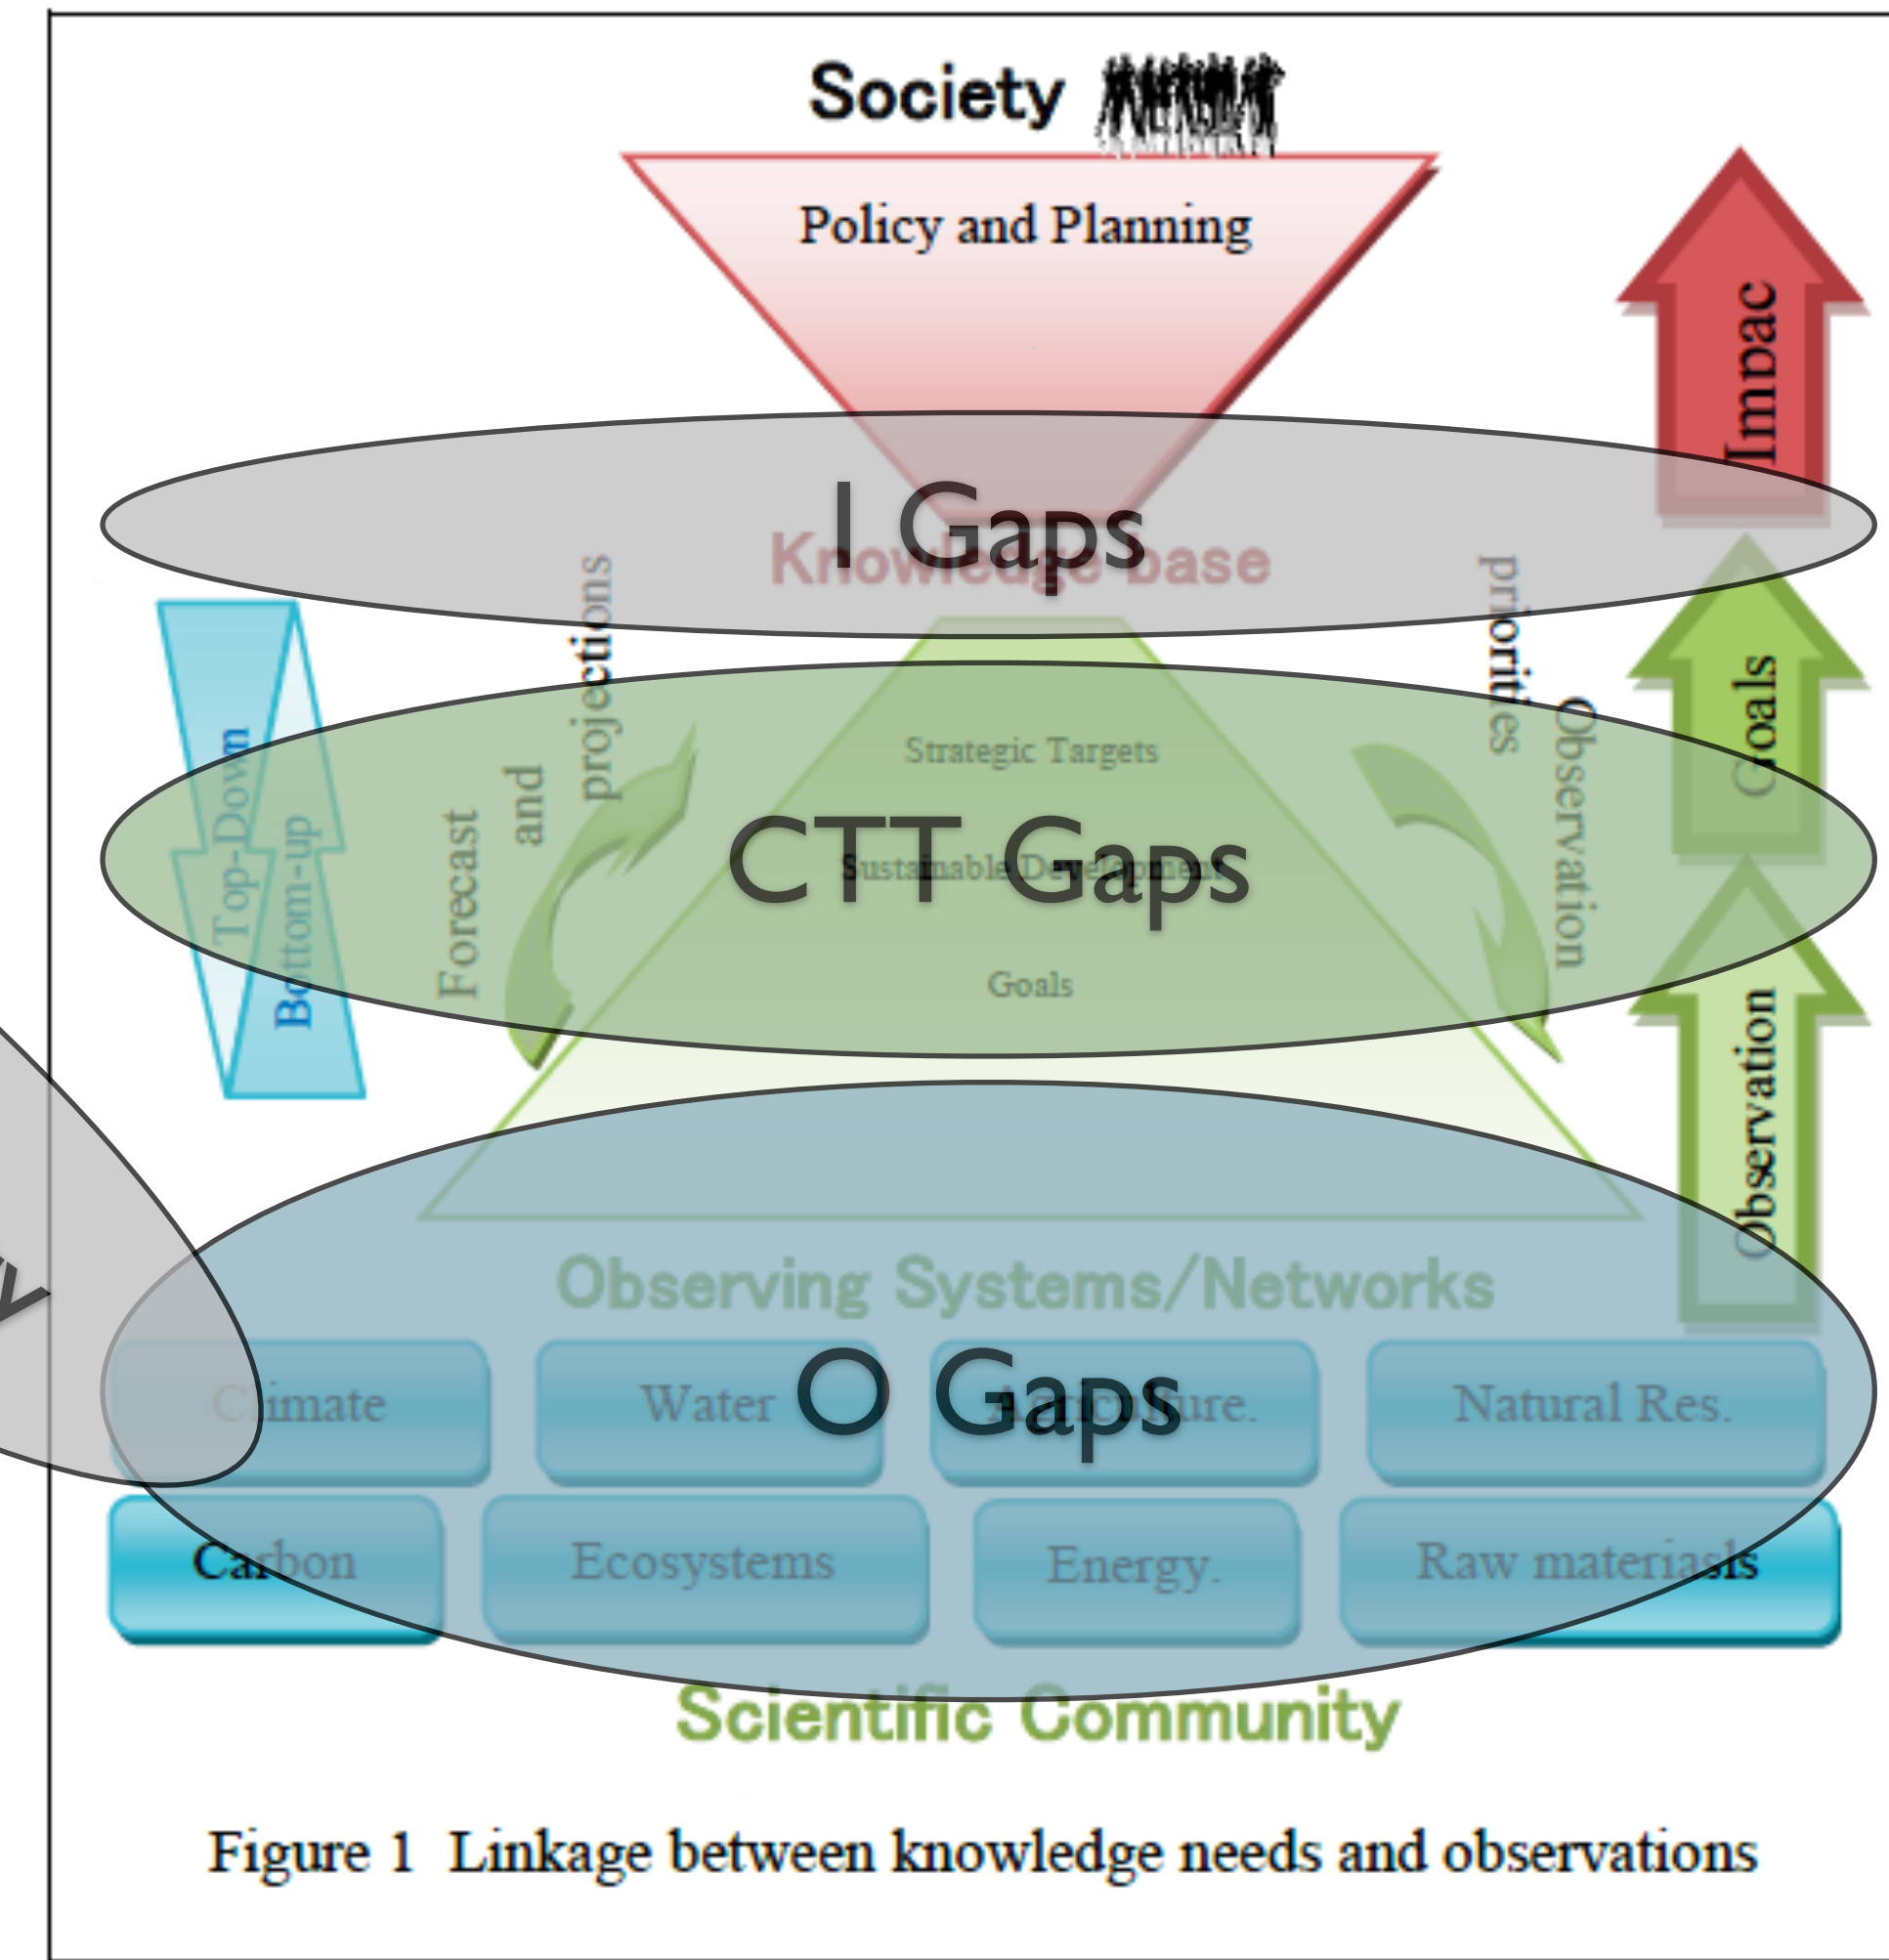 Society
Policy and Planning
Impac
I Gaps
Knowledge base
projections
and
Forecast
priorities
Observation
Goals
Top-Down
Bottom-up
Strategic Targets
CTT Gaps
Sustainable Development
Goals
Observation
Observing Systems/Networks
y
O Gaps
Climate
Water
Agriculture.
Natural Res.
Carbon
Ecosystems
Energy.
Raw materiasls
Scientific Community
Figure 1 Linkage between knowledge needs and observations